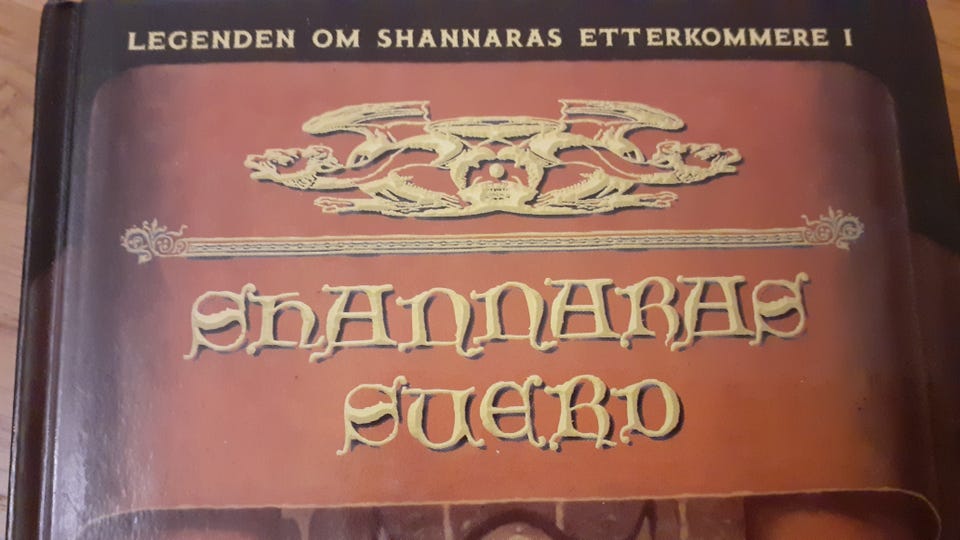 LEGENDEN OM SHANNARAS ETTERKOMMERE I
SHANNARAS
SVERD